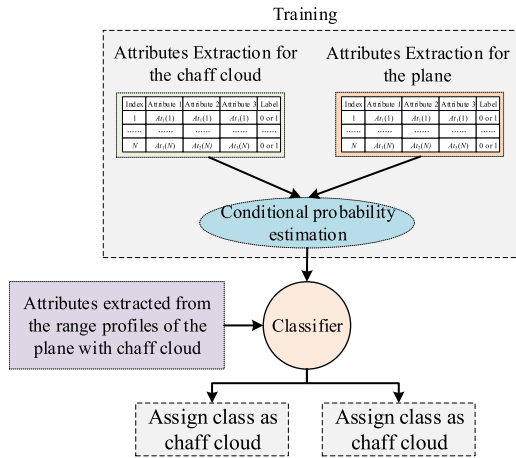 Training
Attributes Extraction for
the chaff cloud
Attributes Extraction for
the plane
Index Attribute 1 Attribute 2 Attribute 3 Label
1 At₁(1) At₂(1) At₃(1) 0 or 1
...... ...... ...... ...... ......
N At₁(N) At₂(N) At₃(N) 0 or 1
Index Attribute 1 Attribute 2 Attribute 3 Label
1 At₁(1) At₂(1) At₃(1) 0 or 1
...... ...... ...... ...... ......
N At₁(N) At₂(N) At₃(N) 0 or 1
Conditional probability
estimation
Attributes extracted from
the range profiles of the
plane with chaff cloud
Classifier
Assign class as
chaff cloud
Assign class as
chaff cloud